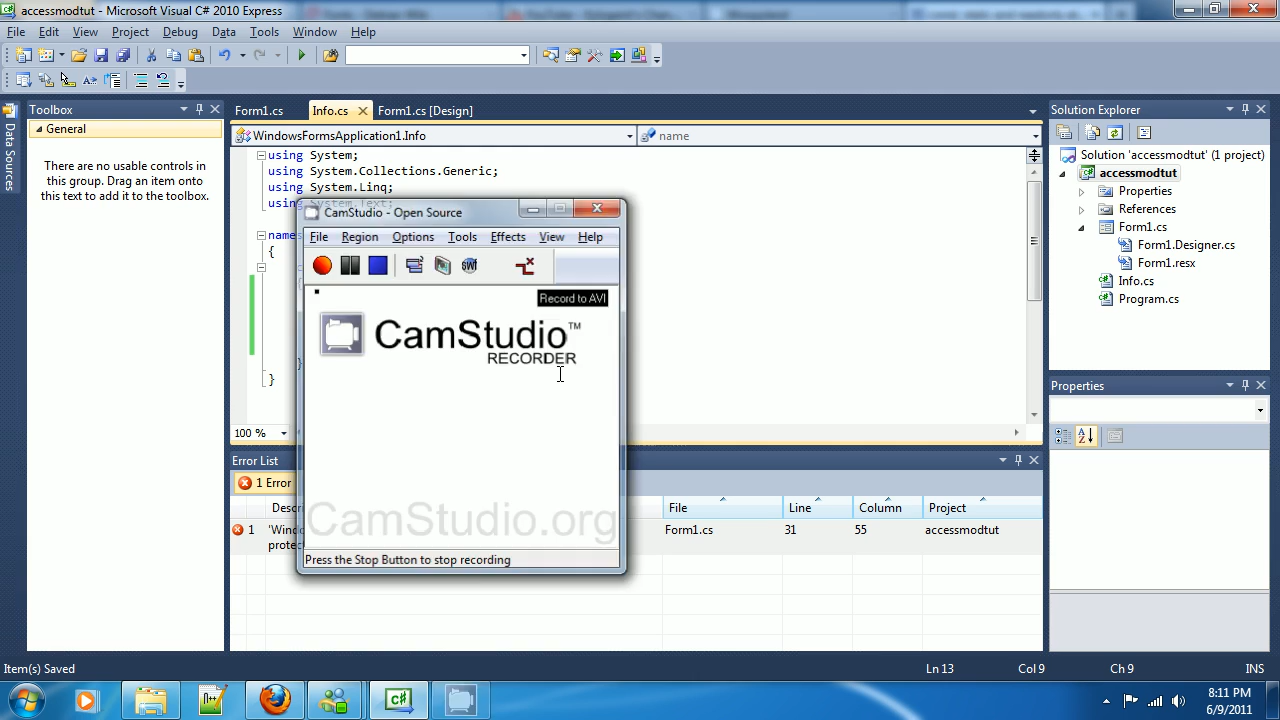 accessmodtut - Microsoft Visual C# 2010 Express
File Edit View Project Debug Data Tools Window Help
Toolbox
General
There are no usable controls in
this group. Drag an item onto
this text to add it to the toolbox.
Data Sources
Form1.cs Info.cs Form1.cs [Design]
WindowsFormsApplication1.Info name
using System;
using System.Collections.Generic;
using System.Linq;
using System.Text;
{
}
100 %
CamStudio - Open Source
File Region Options Tools Effects View Help
Record to AVI
CamStudio™
RECORDER
CamStudio.org
Press the Stop Button to stop recording
Error List
1 Error
File Line Column Project
1 Form1.cs 31 55 accessmodtut
Solution Explorer
Solution 'accessmodtut' (1 project)
accessmodtut
Properties
References
Form1.cs
Form1.Designer.cs
Form1.resx
Info.cs
Program.cs
Properties
Item(s) Saved Ln 13 Col 9 Ch 9 INS
8:11 PM
6/9/2011